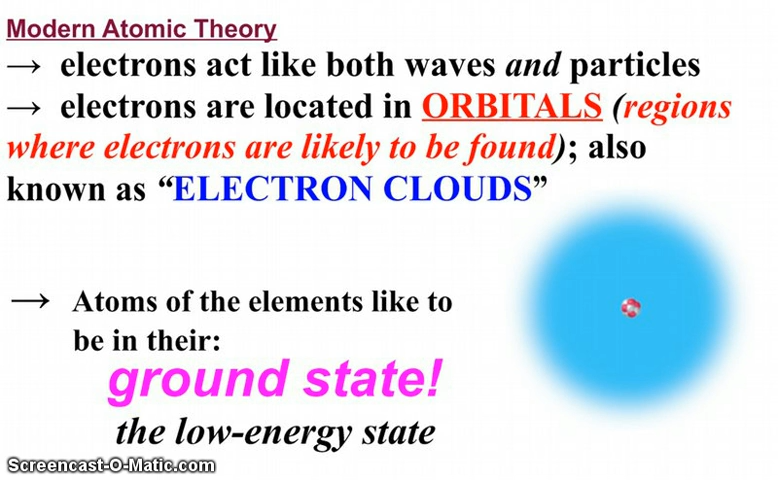 Modern Atomic Theory
→ electrons act like both waves and particles
→ electrons are located in ORBITALS (regions
where electrons are likely to be found); also
known as “ELECTRON CLOUDS”
→ Atoms of the elements like to
be in their:
ground state!
the low-energy state
Screencast-O-Matic.com